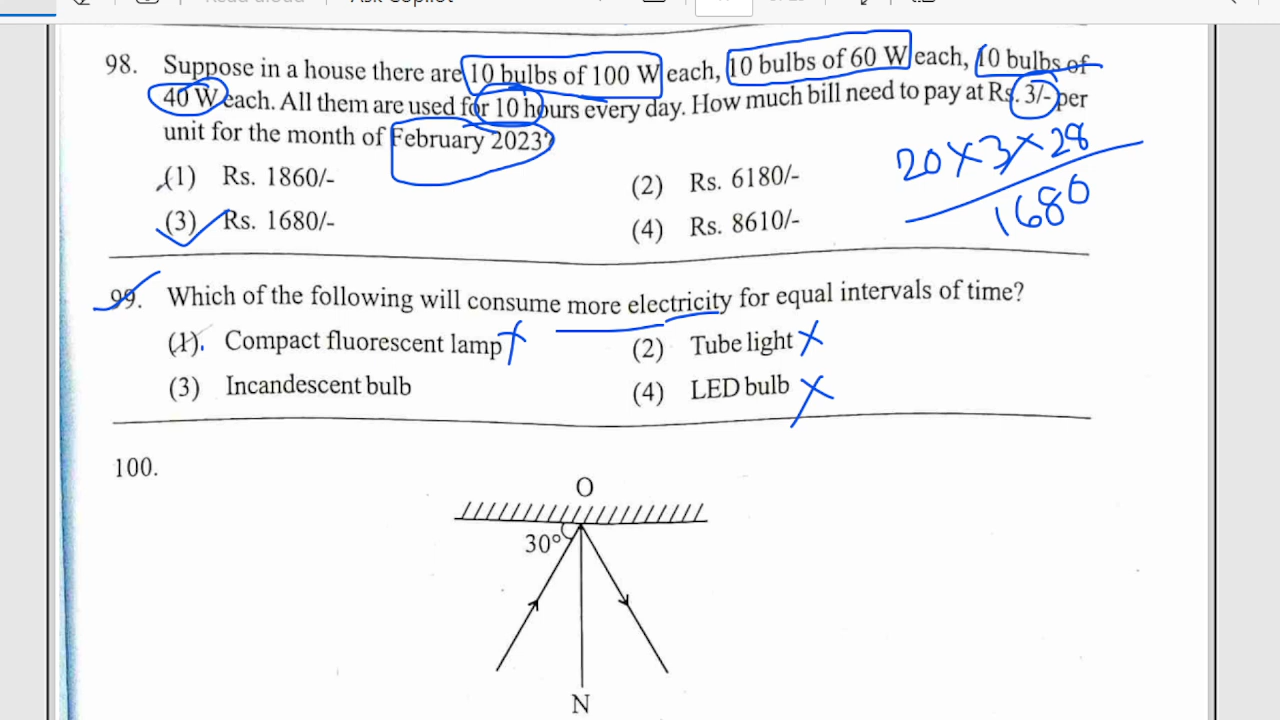 Ask Copilot
98. Suppose in a house there are 10 bulbs of 100 W each, 10 bulbs of 60 W each, 10 bulbs of
40 W each. All them are used for 10 hours every day. How much bill need to pay at Rs. 3/- per
unit for the month of February 2023?
20 × 3 × 28
(1) Rs. 1860/- (2) Rs. 6180/-
1680
(3) Rs. 1680/- (4) Rs. 8610/-
99. Which of the following will consume more electricity for equal intervals of time?
(1). Compact fluorescent lamp (2) Tube light
(3) Incandescent bulb (4) LED bulb
100.
O
30°
N